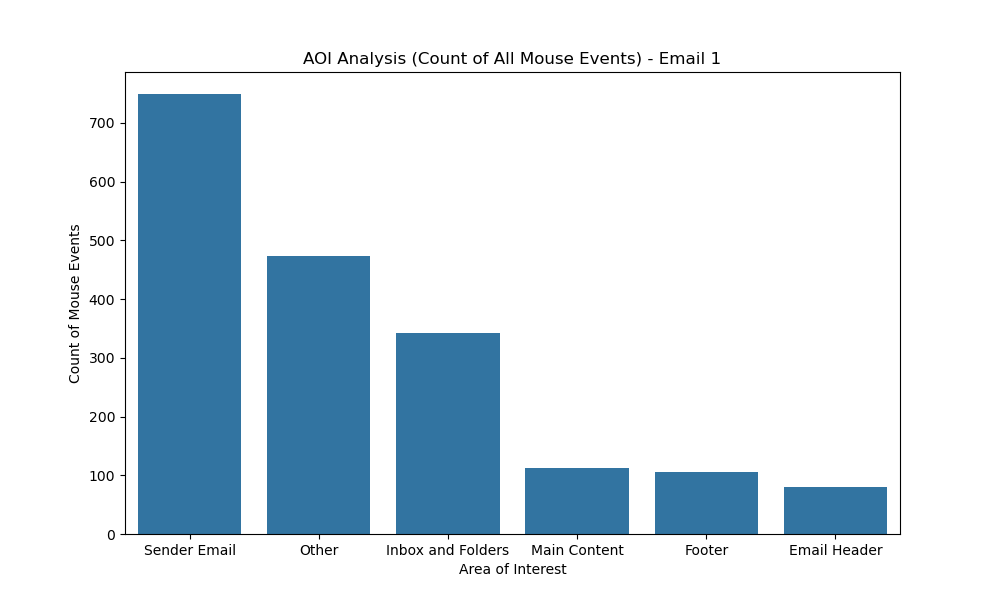 AOI Analysis (Count of All Mouse Events) - Email 1
Count of Mouse Events
700
600
500
400
300
200
100
0
Sender Email Other Inbox and Folders Main Content Footer Email Header
Area of Interest